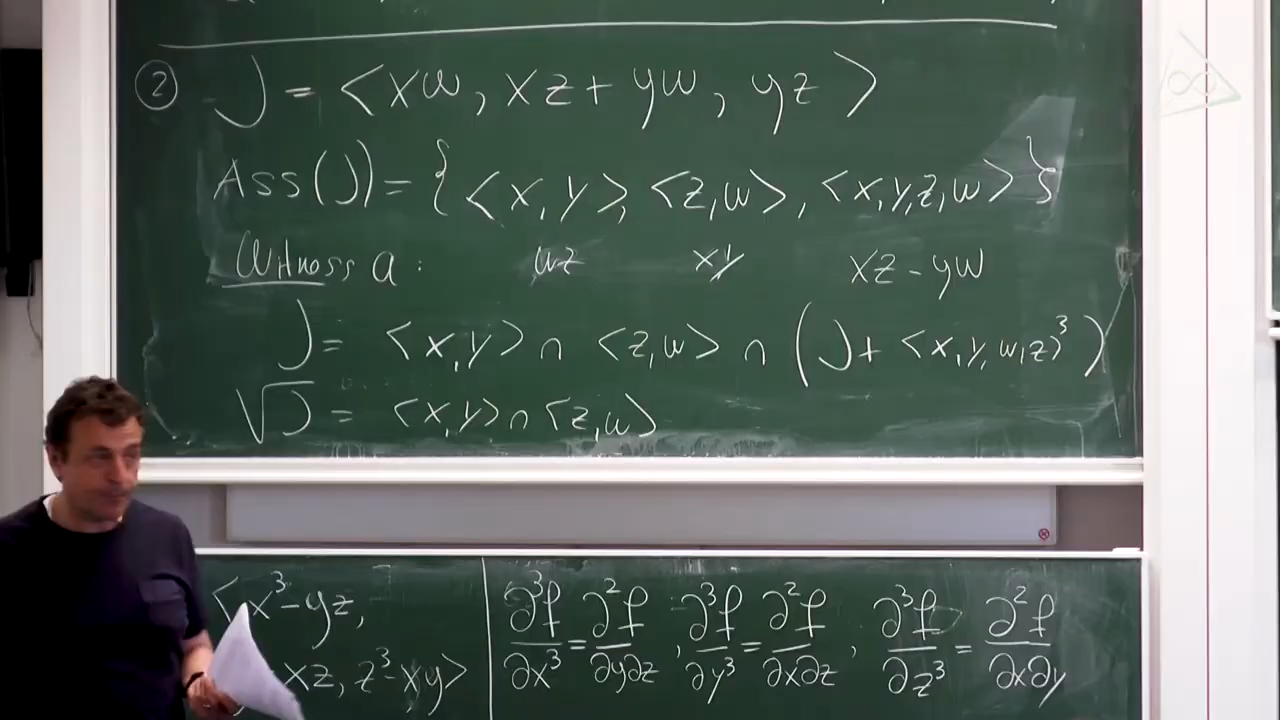 ② J = <xw, xz + yw, yz>
Ass(J) = { <x,y>, <z,w>, <x,y,z,w> }
Witness a : wz xy xz - yw
J = <x,y> ∩ <z,w> ∩ (J + <x,y,w,z>³)
√J = <x,y> ∩ <z,w>
<x³ - yz,
xz, z³ - xy>
∂³f/∂x³ = ∂²f/∂y∂z , ∂³f/∂y³ = ∂²f/∂x∂z , ∂³f/∂z³ = ∂²f/∂x∂y